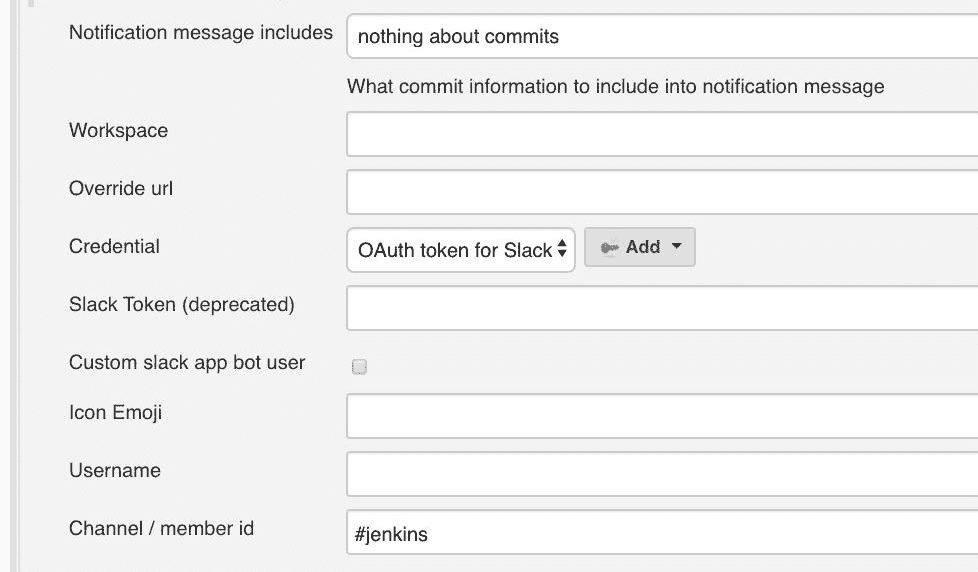 Notification message includes
nothing about commits
What commit information to include into notification message
Workspace
Override url
Credential
OAuth token for Slack
Add
Slack Token (deprecated)
Custom slack app bot user
Icon Emoji
Username
Channel / member id
#jenkins